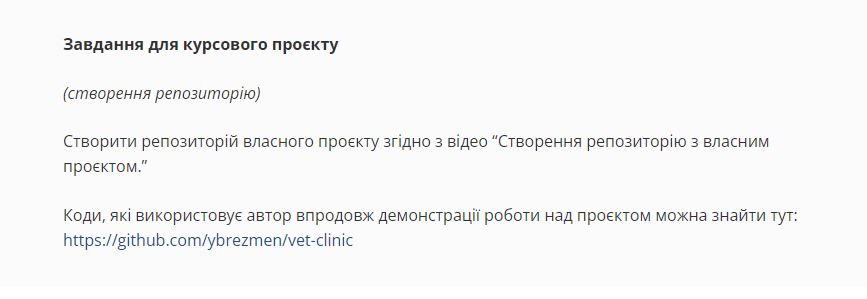 Завдання для курсового проєкту
(створення репозиторію)
Створити репозиторій власного проєкту згідно з відео “Створення репозиторію з власним
проєктом.”
Коди, які використовує автор впродовж демонстрації роботи над проєктом можна знайти тут:
https://github.com/ybrezmen/vet-clinic